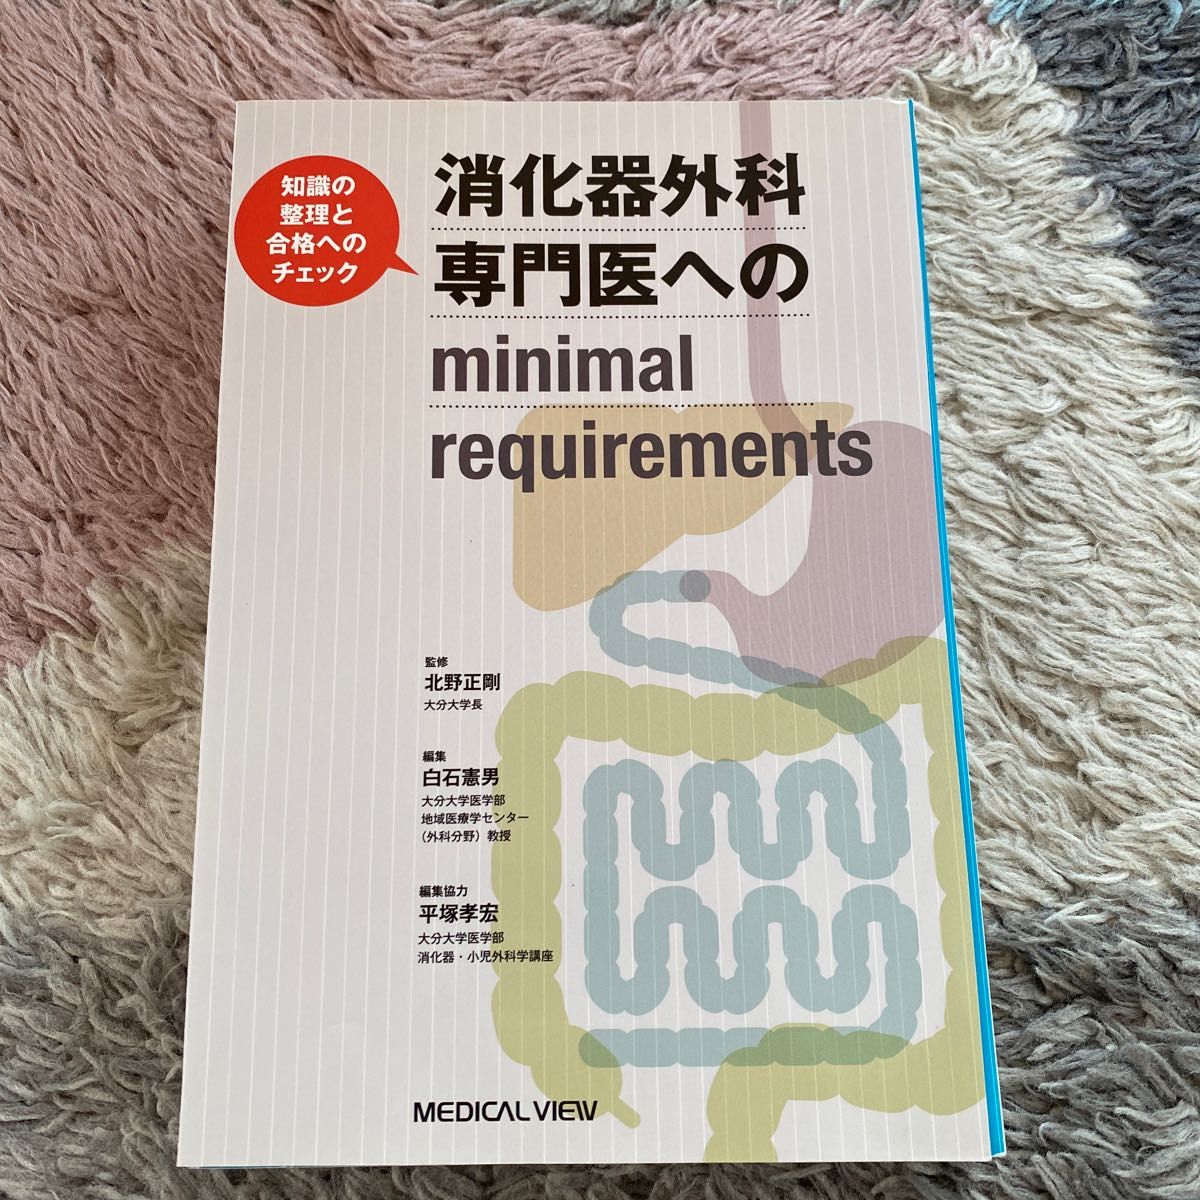 知識の
整理と
合格への
チェック
消化器外科
専門医への
minimal
requirements
監修
北野正剛
大分大学長
編集
白石憲男
大分大学医学部
地域医療学センター
(外科分野) 教授
編集協力
平塚孝宏
大分大学医学部
消化器・小児外科学講座
MEDICAL VIEW